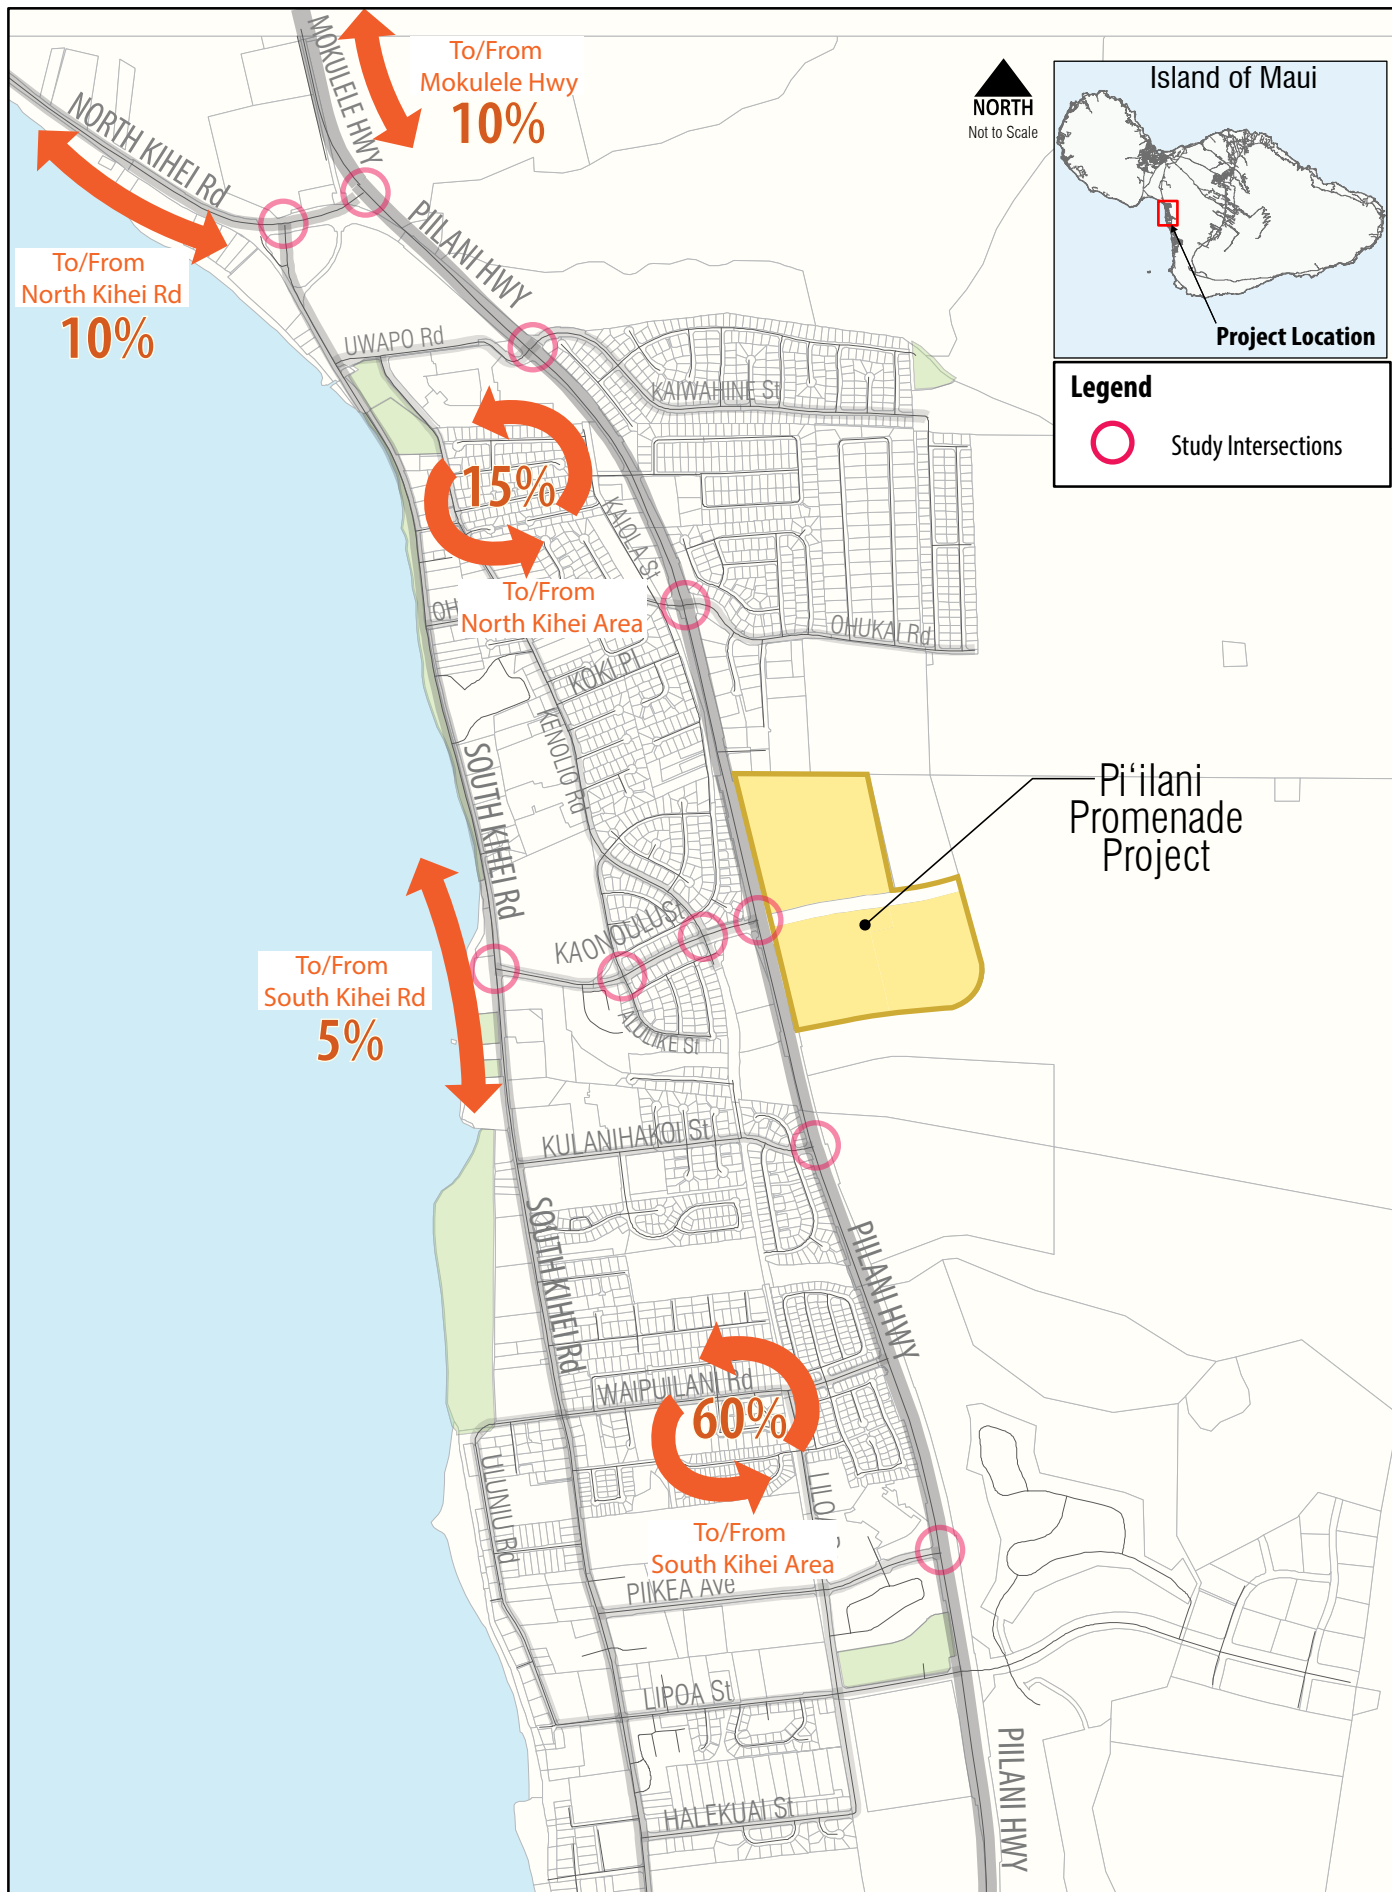 MOKULELE HWY
To/From
Mokulele Hwy
10%
NORTH
Not to Scale
Island of Maui
Project Location
Legend
Study Intersections
NORTH KIHEI Rd
To/From
North Kihei Rd
10%
PIILANI HWY
UWAPO Rd
KAIWAHINE St
15%
To/From
North Kihei Area
KAIOLA St
OH
OHUKAI Rd
KOKI Pl
KENOLIO Rd
SOUTH KIHEI Rd
Pi‘ilani
Promenade
Project
KAONOULU St
To/From
South Kihei Rd
5%
ALULIKE St
KULANIHAKOI St
SOUTH KIHEI Rd
PIILANI HWY
WAIPUILANI Rd
60%
To/From
South Kihei Area
ULUNIU Rd
LILO
PIIKEA Ave
LIPOA St
HALEKUAI St
PIILANI HWY